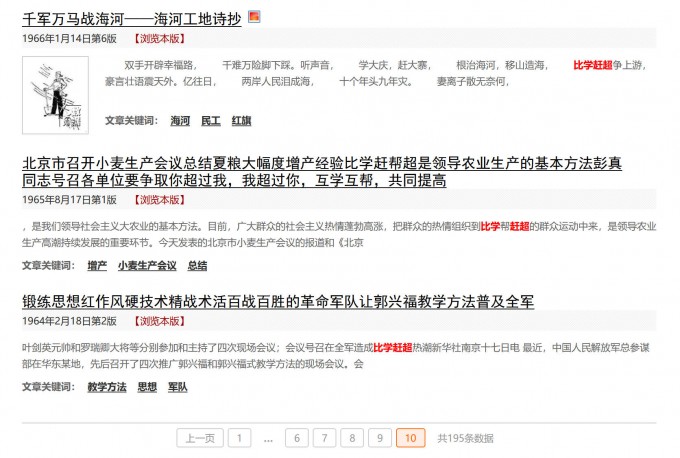 千军万马战海河——海河工地诗抄
1966年1月14日第6版 【浏览本版】
双手开辟幸福路， 千难万险脚下踩。听声音， 学大庆，赶大寨， 根治海河，移山造海， 比学赶超争上游，
豪言壮语震天外。亿往日， 两岸人民泪成海， 十个年头九年灾。 妻离子散无奈何，
文章关键词： 海河 民工 红旗
北京市召开小麦生产会议总结夏粮大幅度增产经验比学赶帮超是领导农业生产的基本方法彭真
同志号召各单位要争取你超过我，我超过你，互学互帮，共同提高
1965年8月17日第1版 【浏览本版】
，是我们领导社会主义大农业的基本方法。目前，广大群众的社会主义热情蓬勃高涨，把群众的热情组织到比学帮赶超的群众运动中来，是领导农业
生产高潮持续发展的重要环节。今天发表的北京市小麦生产会议的报道和《北京
文章关键词： 增产 小麦生产会议 总结
锻练思想红作风硬技术精战术活百战百胜的革命军队让郭兴福教学方法普及全军
1964年2月18日第2版 【浏览本版】
叶剑英元帅和罗瑞卿大将等分别参加和主持了四次现场会议；会议号召在全军造成比学赶超热潮新华社南京十七日电 最近，中国人民解放军总参谋
部在华东某地，先后召开了四次推广郭兴福和郭兴福式教学方法的现场会议。会
文章关键词： 教学方法 思想 军队
上一页 1 ... 6 7 8 9 10 共195条数据